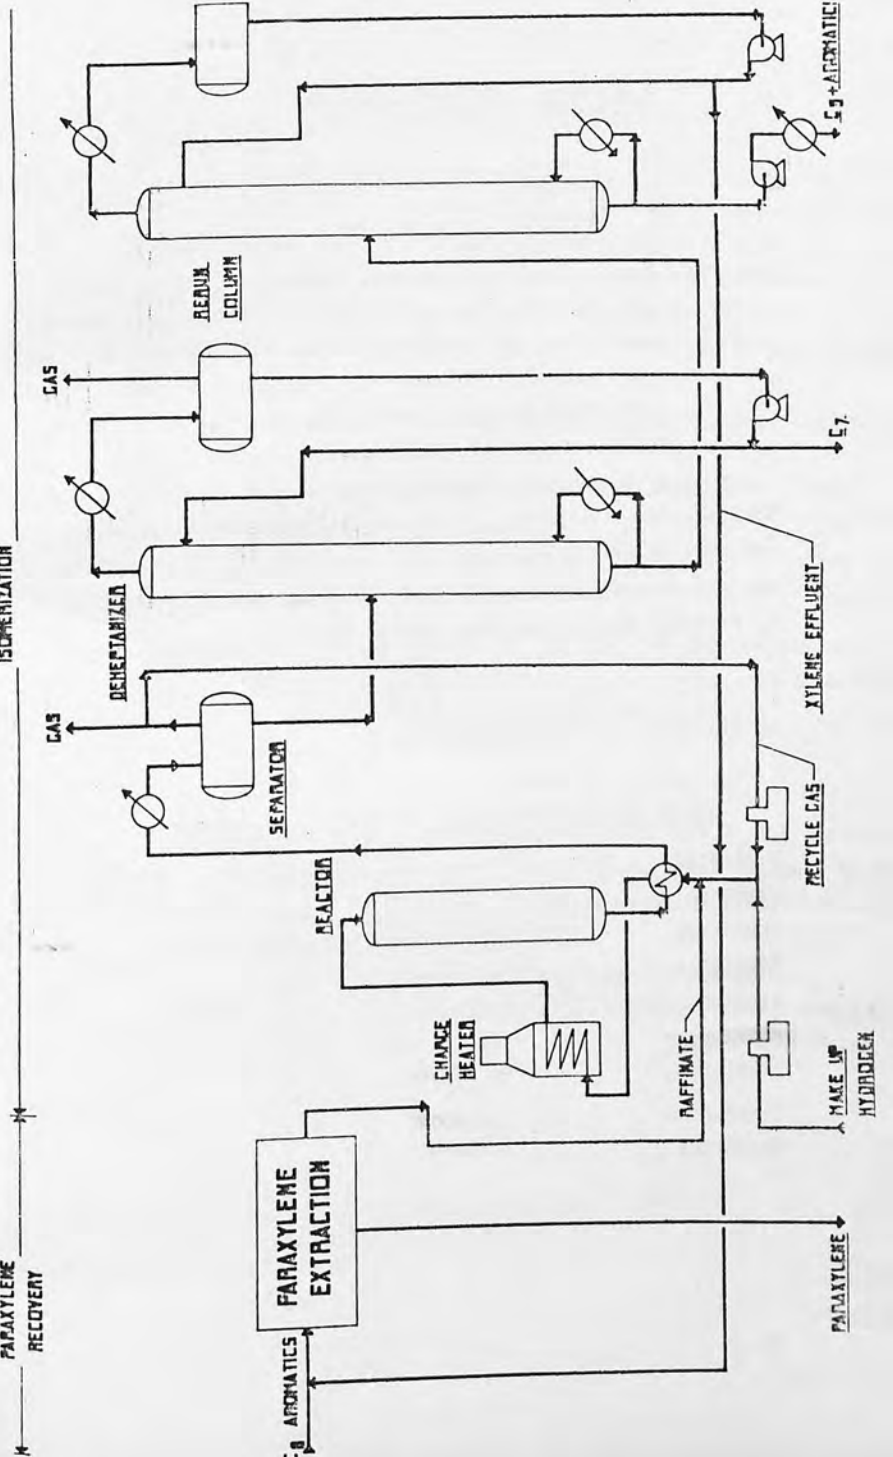 PARAXYLENE
RECOVERY
ISOMERIZATION
GAS
GAS
DEHEPTANIZER
RERUN
COLUMN
SEPARATOR
REACTOR
C8 AROMATICS
PARAXYLENE
EXTRACTION
CHARGE
HEATER
RAFFINATE
RECYCLE GAS
XYLENE EFFLUENT
PARAXYLENE
MAKE UP
HYDROGEN
C7-
C9+AROMATICS